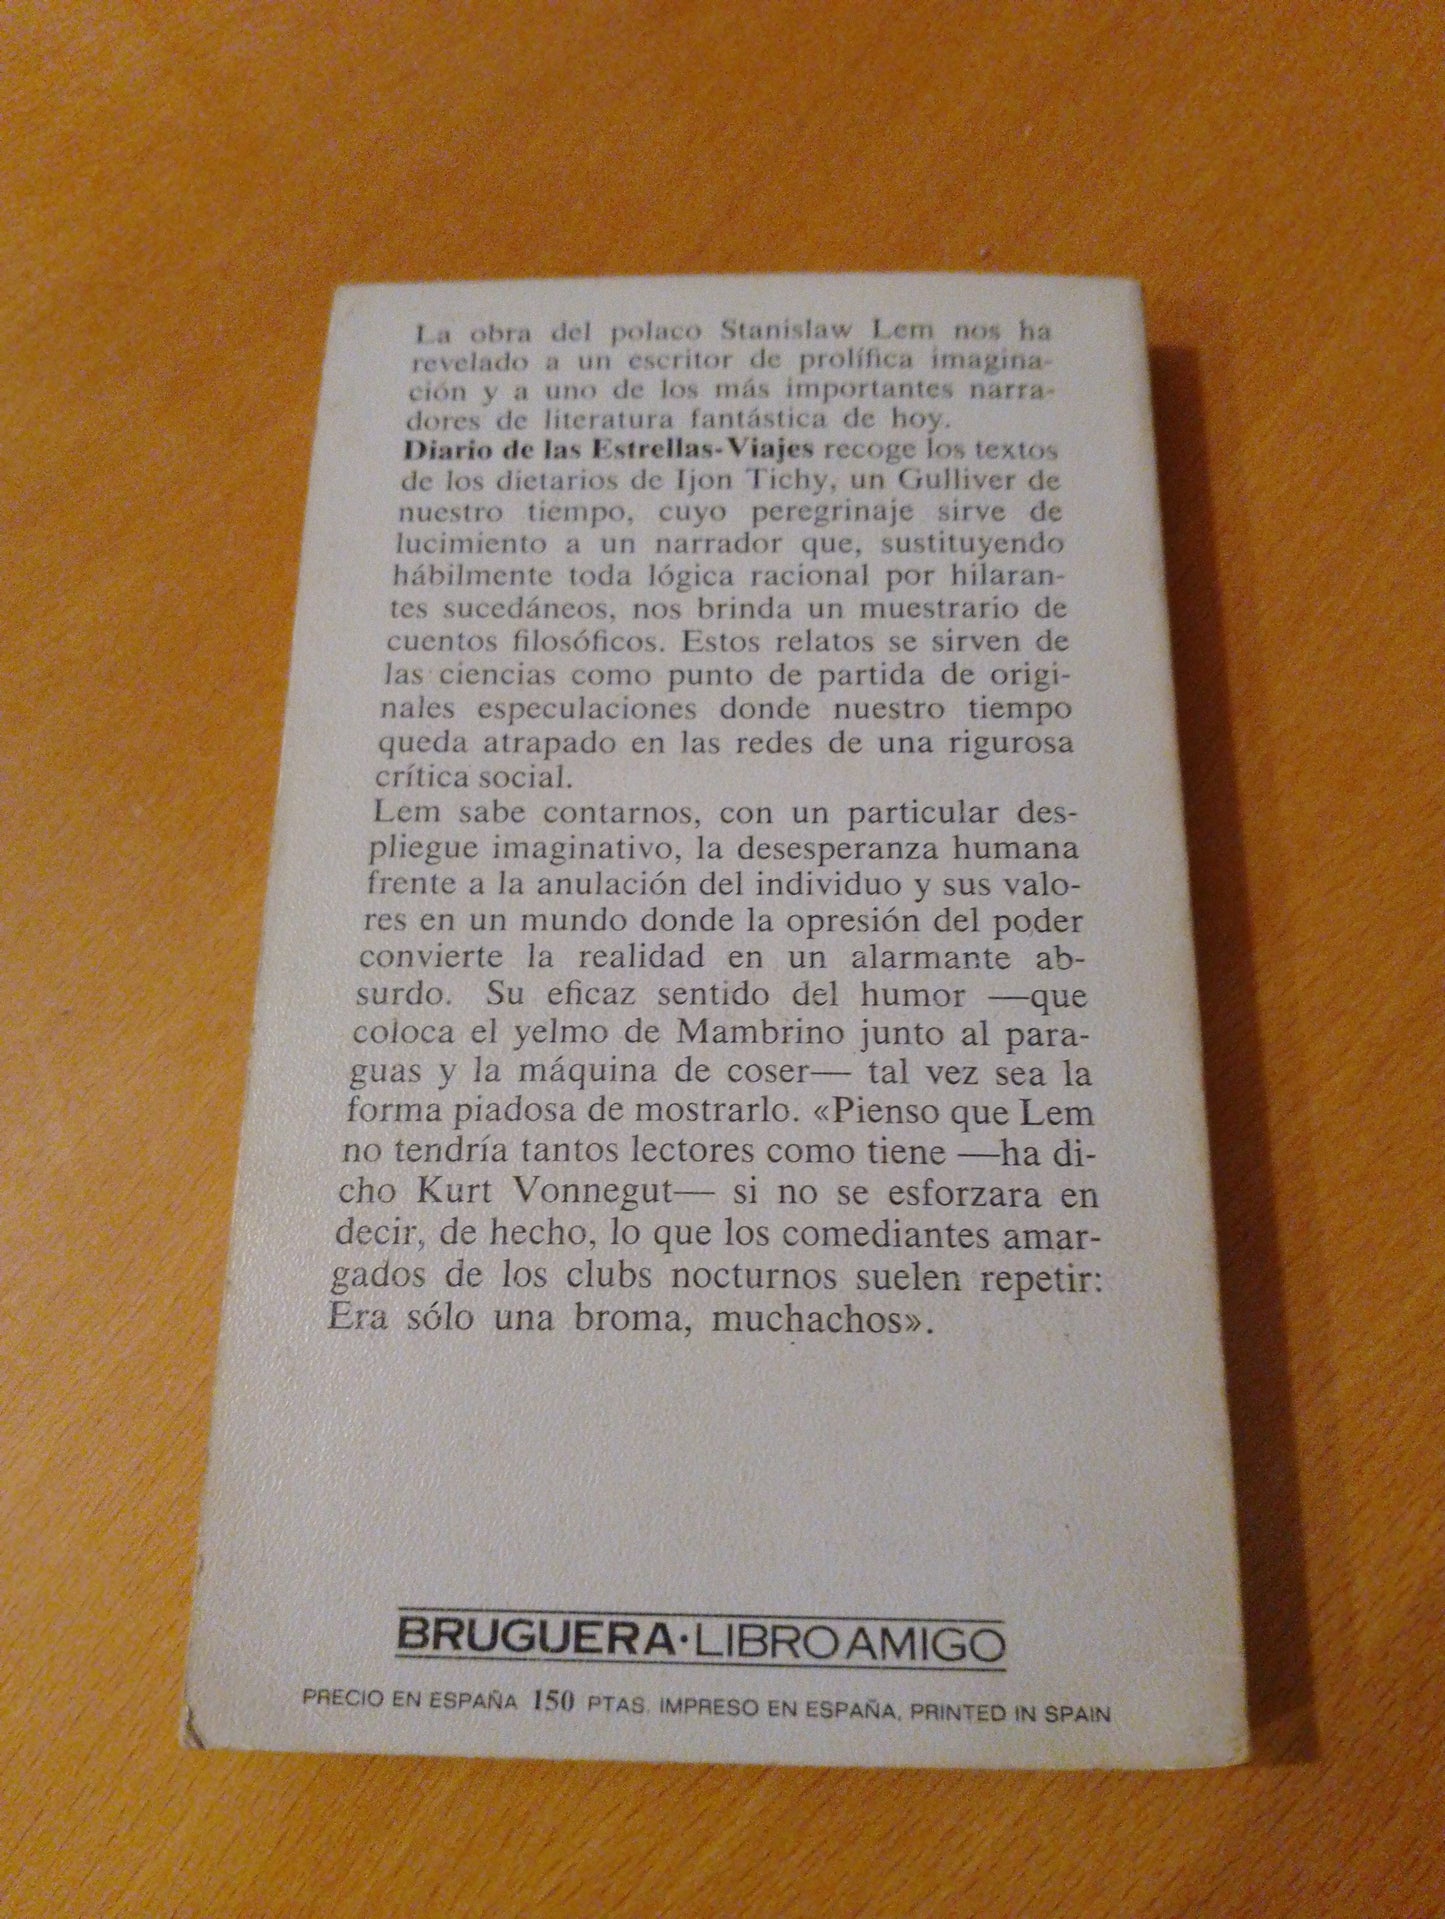 La obra del polaco Stanislaw Lem nos ha
revelado a un escritor de prolífica imagina-
ción y a uno de los más importantes narra-
dores de literatura fantástica de hoy.
Diario de las Estrellas-Viajes recoge los textos
de los dietarios de Ijon Tichy, un Gulliver de
nuestro tiempo, cuyo peregrinaje sirve de
lucimiento a un narrador que, sustituyendo
hábilmente toda lógica racional por hilaran-
tes sucedáneos, nos brinda un muestrario de
cuentos filosóficos. Estos relatos se sirven de
las ciencias como punto de partida de origi-
nales especulaciones donde nuestro tiempo
queda atrapado en las redes de una rigurosa
crítica social.
Lem sabe contarnos, con un particular des-
pliegue imaginativo, la desesperanza humana
frente a la anulación del individuo y sus valo-
res en un mundo donde la opresión del poder
convierte la realidad en un alarmante ab-
surdo. Su eficaz sentido del humor —que
coloca el yelmo de Mambrino junto al para-
guas y la máquina de coser— tal vez sea la
forma piadosa de mostrarlo. «Pienso que Lem
no tendría tantos lectores como tiene —ha di-
cho Kurt Vonnegut— si no se esforzara en
decir, de hecho, lo que los comediantes amar-
gados de los clubs nocturnos suelen repetir:
Era sólo una broma, muchachos».
BRUGUERA·LIBRO AMIGO
PRECIO EN ESPAÑA 150 PTAS. IMPRESO EN ESPAÑA, PRINTED IN SPAIN